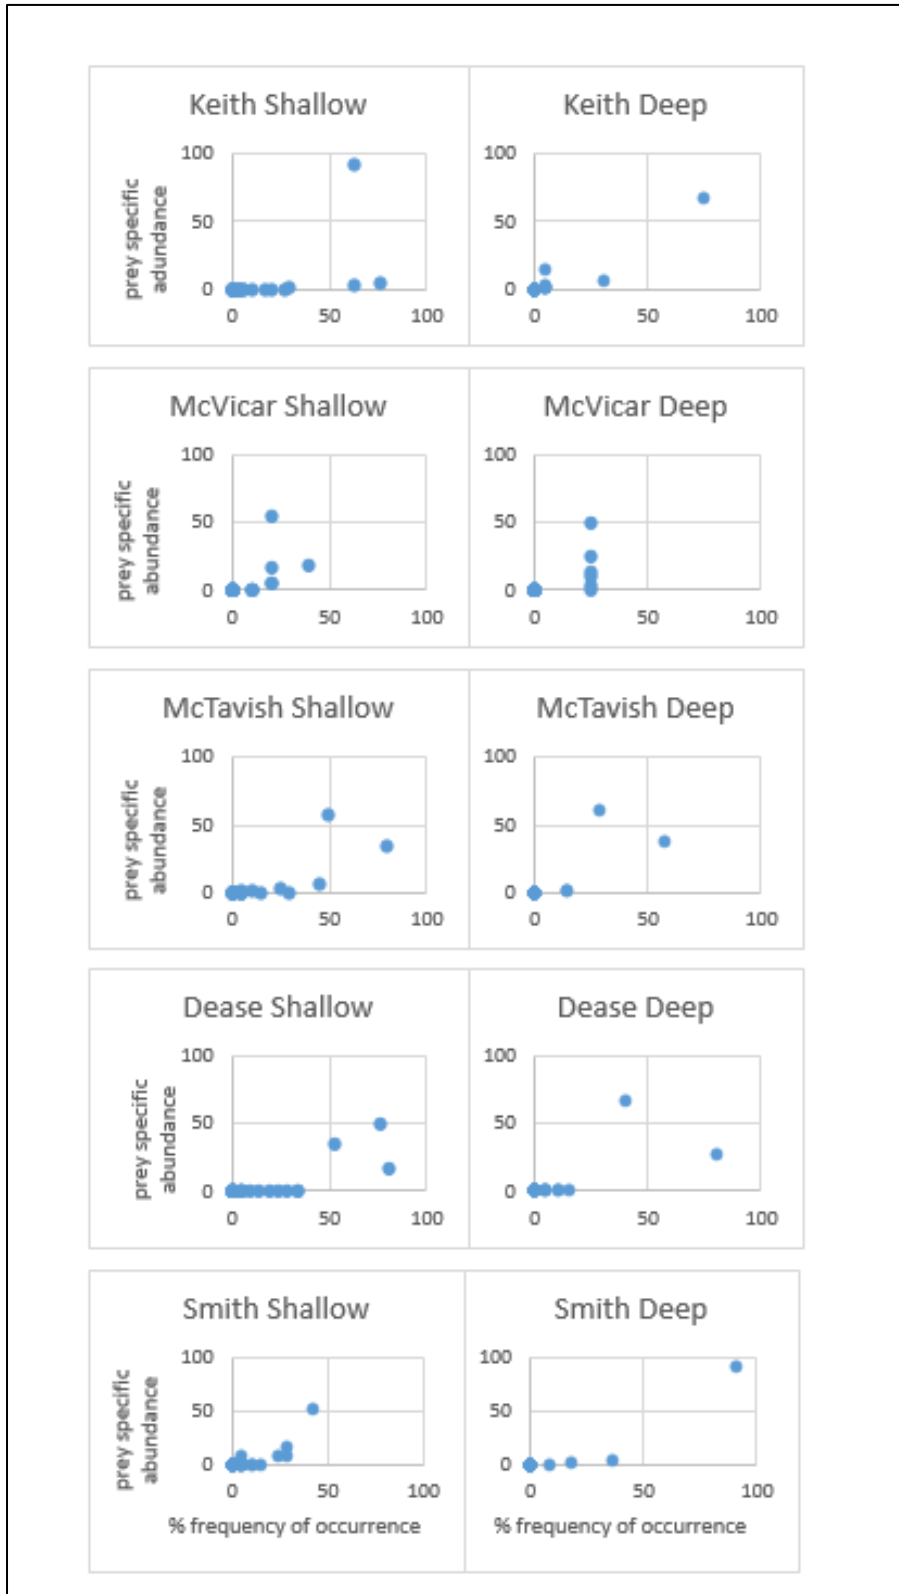 Keith Shallow
prey specific
adundance
100
50
0
0 50 100
Keith Deep
100
50
0
0 50 100
McVicar Shallow
prey specific
abundance
100
50
0
0 50 100
McVicar Deep
100
50
0
0 50 100
McTavish Shallow
prey specific
abundance
100
50
0
0 50 100
McTavish Deep
100
50
0
0 50 100
Dease Shallow
prey specific
abundance
100
50
0
0 50 100
Dease Deep
100
50
0
0 50 100
Smith Shallow
prey specific
abundance
100
50
0
0 50 100
% frequency of occurrence
Smith Deep
100
50
0
0 50 100
% frequency of occurrence